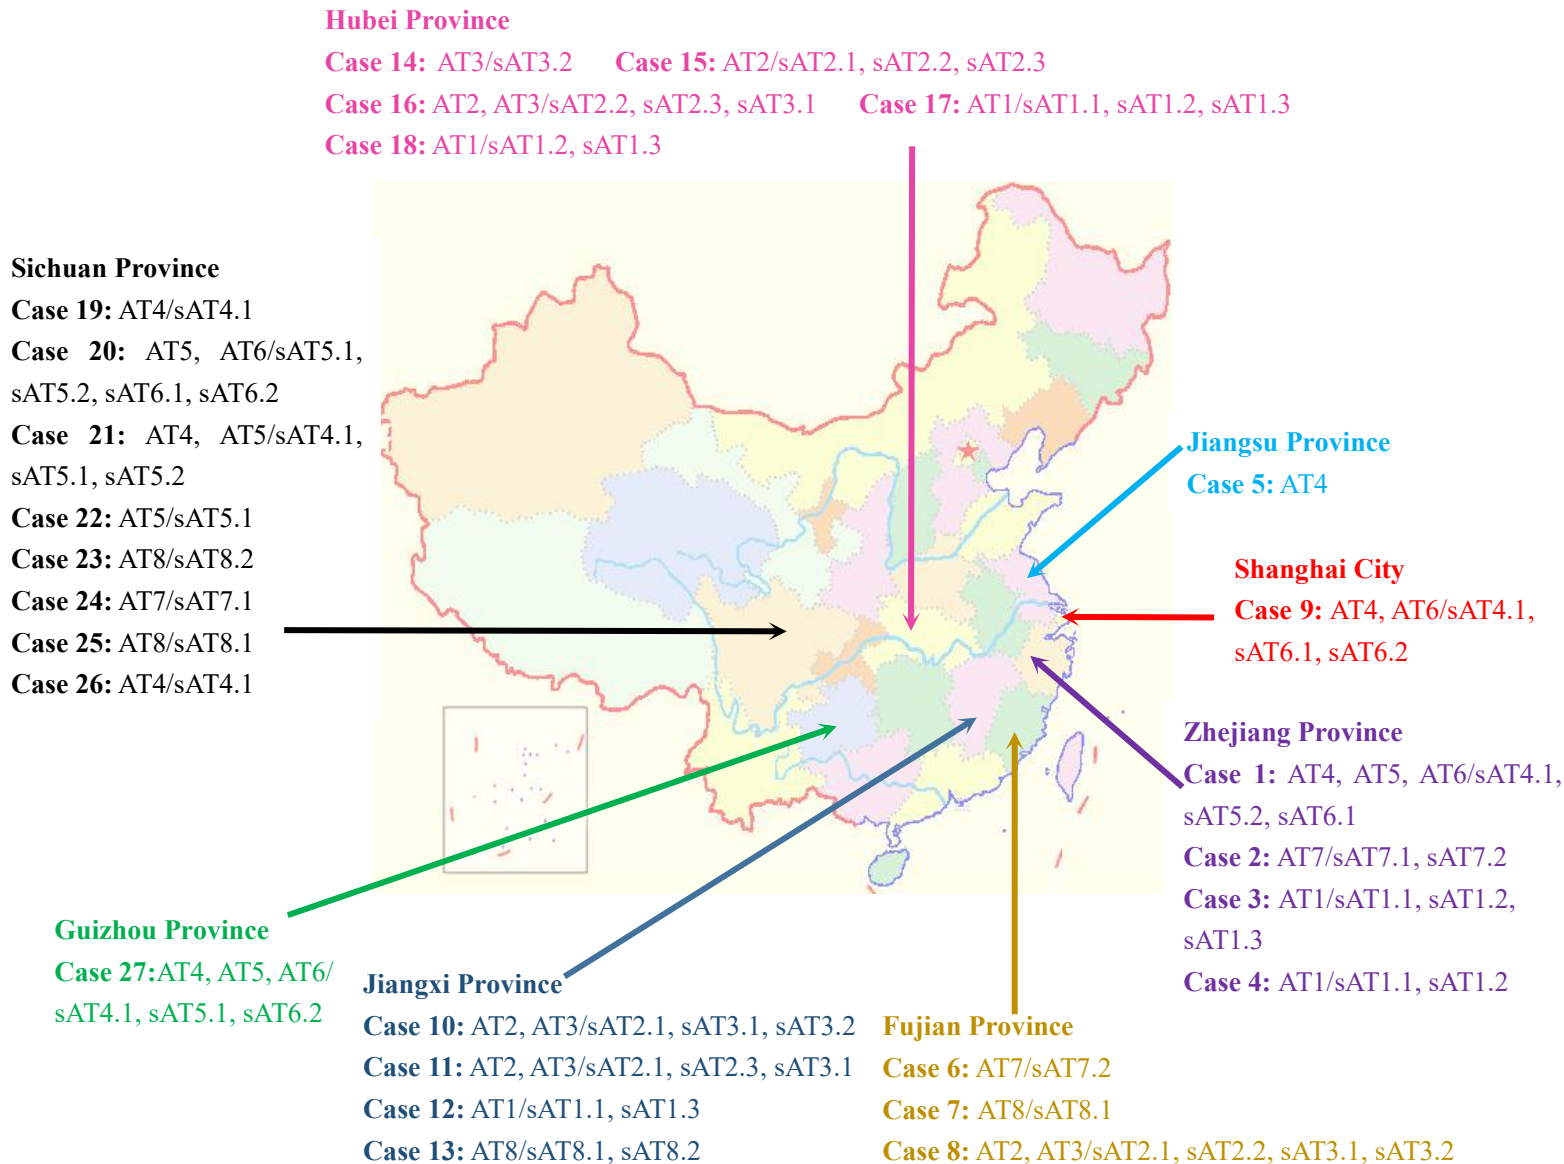 Hubei Province
Case 14: AT3/sAT3.2 Case 15: AT2/sAT2.1, sAT2.2, sAT2.3
Case 16: AT2, AT3/sAT2.2, sAT2.3, sAT3.1 Case 17: AT1/sAT1.1, sAT1.2, sAT1.3
Case 18: AT1/sAT1.2, sAT1.3
Sichuan Province
Case 19: AT4/sAT4.1
Case 20: AT5, AT6/sAT5.1,
sAT5.2, sAT6.1, sAT6.2
Case 21: AT4, AT5/sAT4.1,
sAT5.1, sAT5.2
Case 22: AT5/sAT5.1
Case 23: AT8/sAT8.2
Case 24: AT7/sAT7.1
Case 25: AT8/sAT8.1
Case 26: AT4/sAT4.1
Jiangsu Province
Case 5: AT4
Shanghai City
Case 9: AT4, AT6/sAT4.1,
sAT6.1, sAT6.2
Zhejiang Province
Case 1: AT4, AT5, AT6/sAT4.1,
sAT5.2, sAT6.1
Case 2: AT7/sAT7.1, sAT7.2
Case 3: AT1/sAT1.1, sAT1.2,
sAT1.3
Case 4: AT1/sAT1.1, sAT1.2
Guizhou Province
Case 27:AT4, AT5, AT6/
sAT4.1, sAT5.1, sAT6.2
Jiangxi Province
Case 10: AT2, AT3/sAT2.1, sAT3.1, sAT3.2
Case 11: AT2, AT3/sAT2.1, sAT2.3, sAT3.1
Case 12: AT1/sAT1.1, sAT1.3
Case 13: AT8/sAT8.1, sAT8.2
Fujian Province
Case 6: AT7/sAT7.2
Case 7: AT8/sAT8.1
Case 8: AT2, AT3/sAT2.1, sAT2.2, sAT3.1, sAT3.2